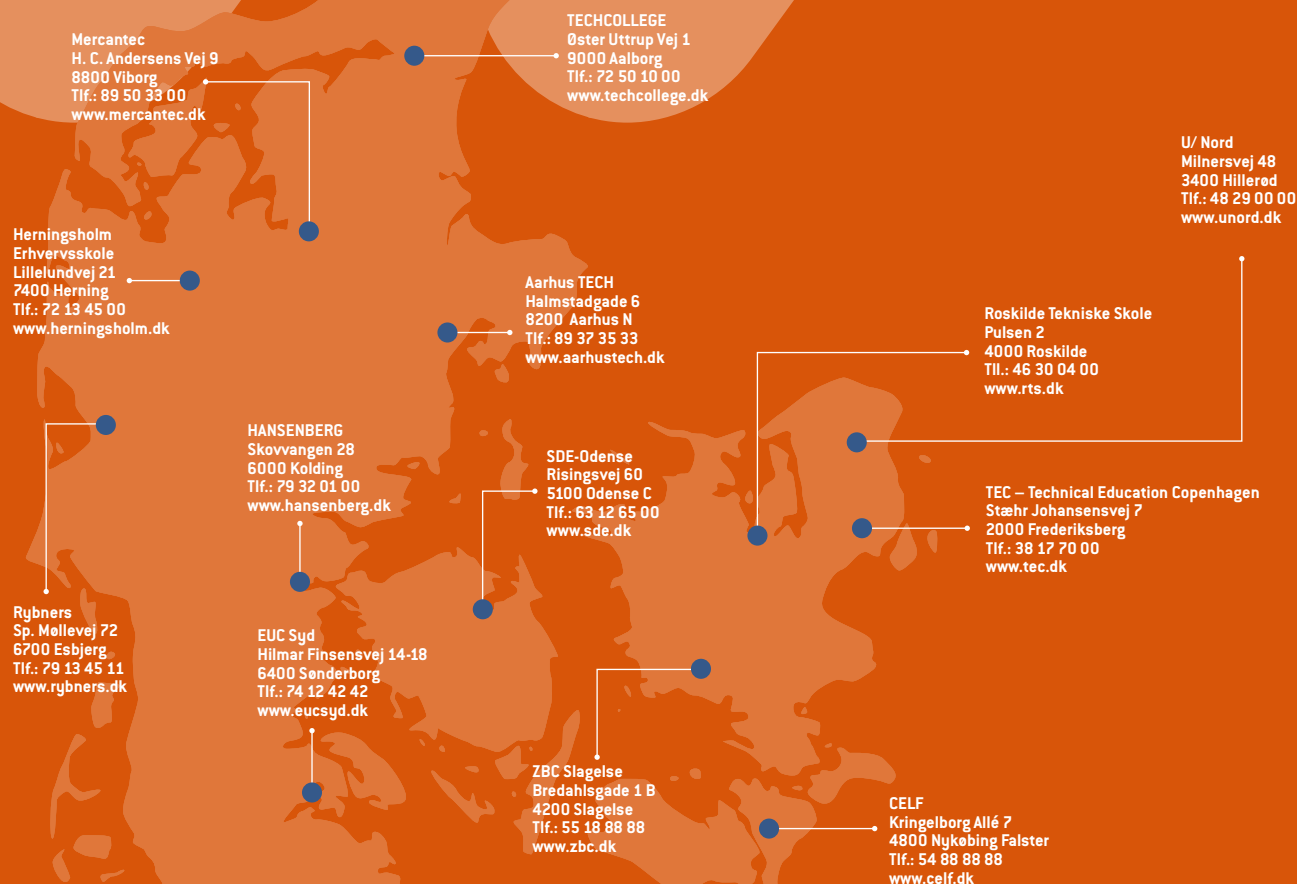 Mercantec
H. C. Andersens Vej 9
8800 Viborg
Tlf.: 89 50 33 00
www.mercantec.dk
TECHCOLLEGE
Øster Uttrup Vej 1
9000 Aalborg
Tlf.: 72 50 10 00
www.techcollege.dk
U/ Nord
Milnersvej 48
3400 Hillerød
Tlf.: 48 29 00 00
www.unord.dk
Herningsholm
Erhvervsskole
Lillelundvej 21
7400 Herning
Tlf.: 72 13 45 00
www.herningsholm.dk
Aarhus TECH
Halmstadgade 6
8200 Aarhus N
Tlf.: 89 37 35 33
www.aarhustech.dk
Roskilde Tekniske Skole
Pulsen 2
4000 Roskilde
Tll.: 46 30 04 00
www.rts.dk
HANSENBERG
Skovvangen 28
6000 Kolding
Tlf.: 79 32 01 00
www.hansenberg.dk
SDE-Odense
Risingsvej 60
5100 Odense C
Tlf.: 63 12 65 00
www.sde.dk
TEC – Technical Education Copenhagen
Stæhr Johansensvej 7
2000 Frederiksberg
Tlf.: 38 17 70 00
www.tec.dk
Rybners
Sp. Møllevej 72
6700 Esbjerg
Tlf.: 79 13 45 11
www.rybners.dk
EUC Syd
Hilmar Finsensvej 14-18
6400 Sønderborg
Tlf.: 74 12 42 42
www.eucsyd.dk
ZBC Slagelse
Bredahlsgade 1 B
4200 Slagelse
Tlf.: 55 18 88 88
www.zbc.dk
CELF
Kringelborg Allé 7
4800 Nykøbing Falster
Tlf.: 54 88 88 88
www.celf.dk